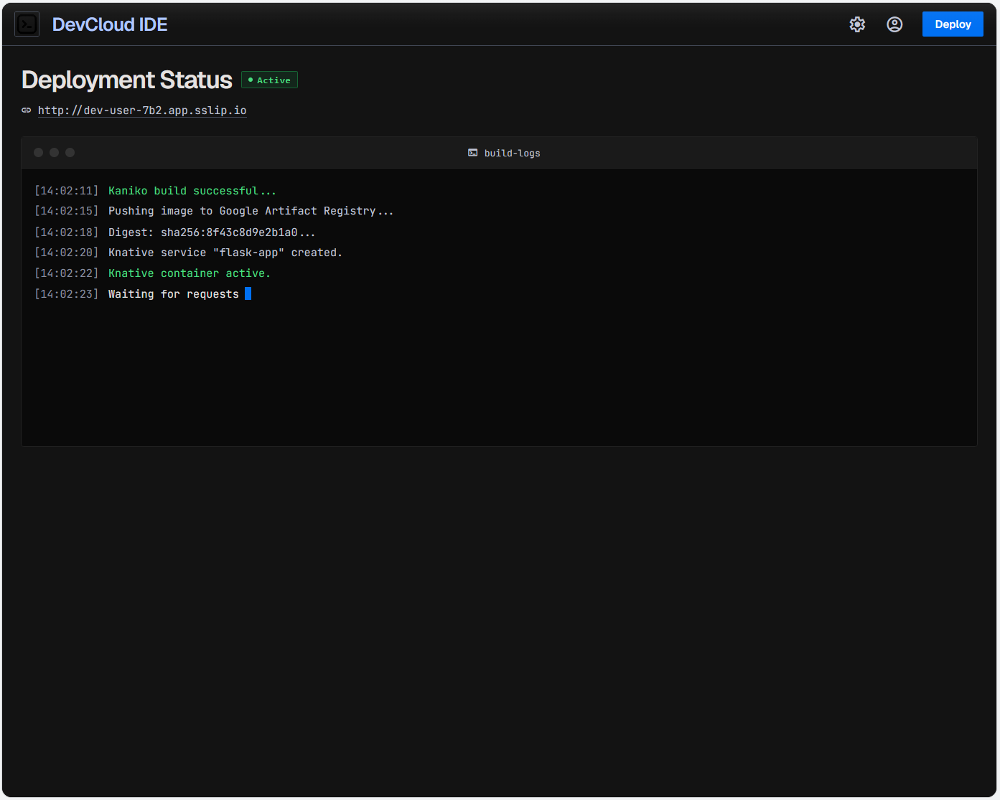 DevCloud IDE
Deploy
Deployment Status
Active
http://dev-user-7b2.app.sslip.io
build-logs
[14:02:11] Kaniko build successful...
[14:02:15] Pushing image to Google Artifact Registry...
[14:02:18] Digest: sha256:8f43c8d9e2b1a0...
[14:02:20] Knative service "flask-app" created.
[14:02:22] Knative container active.
[14:02:23] Waiting for requests